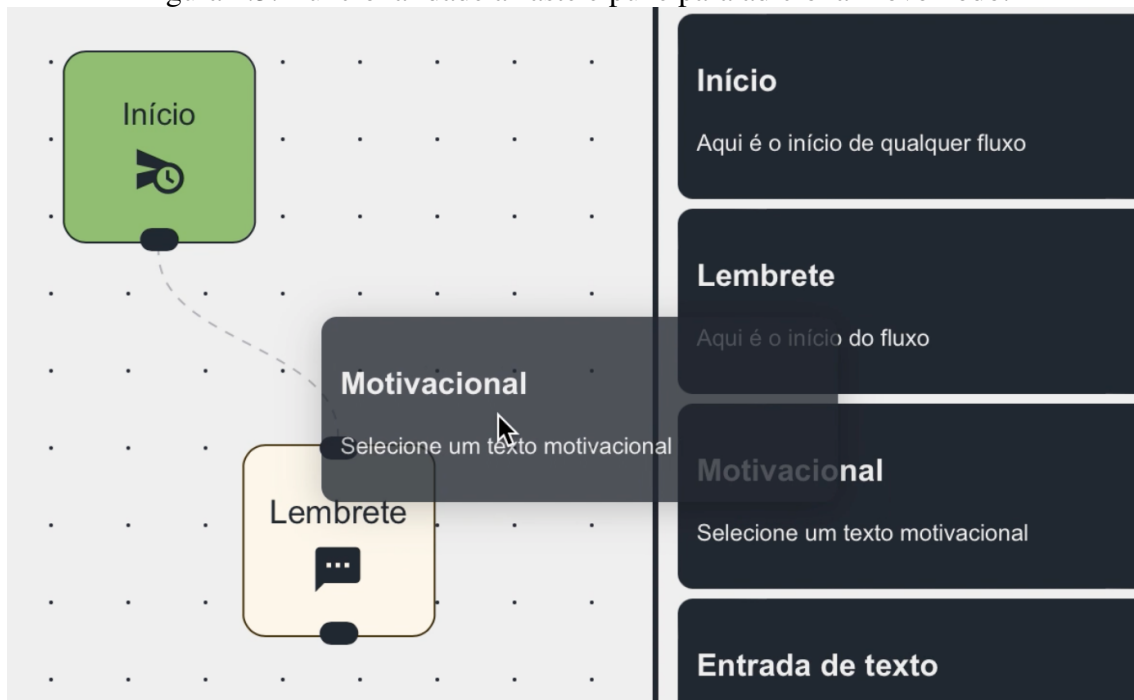 Início
Lembrete
Motivacional
Selecione um texto motivacional
Início
Aqui é o início de qualquer fluxo
Lembrete
Aqui é o início do fluxo
Motivacional
Selecione um texto motivacional
Entrada de texto